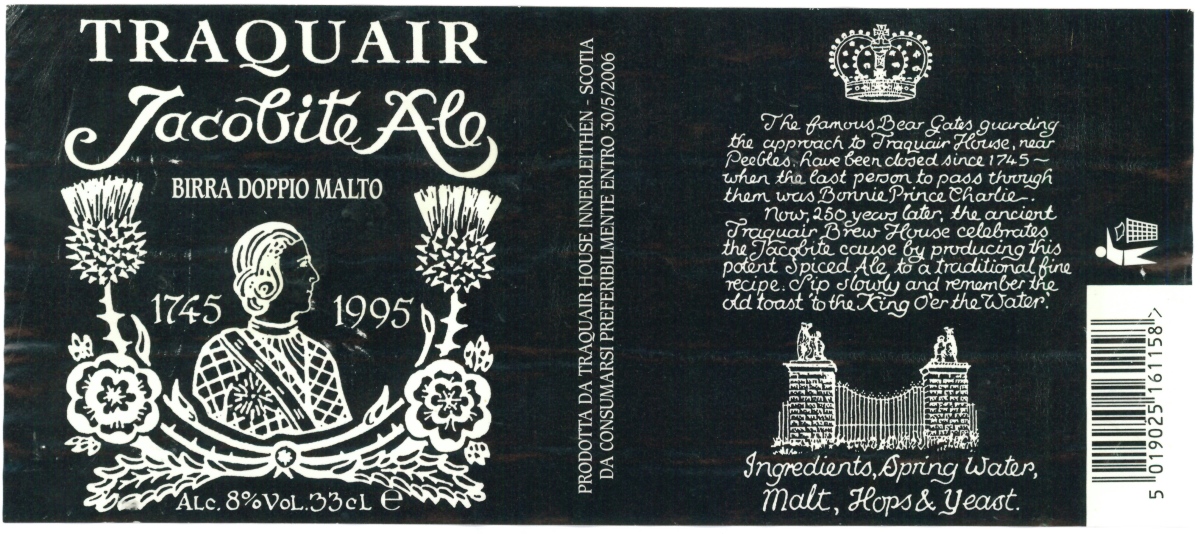 TRAQUAIR
Jacobite Ale
BIRRA DOPPIO MALTO
1745 1995
ALC. 8% VOL. 33cL e
PRODOTTA DA TRAQUAIR HOUSE INNERLEITHEN - SCOTIA
DA CONSUMARSI PREFERIBILMENTE ENTRO 30/5/2006
The famous Bear Gates guarding
the approach to Traquair House, near
Peebles, have been closed since 1745 ~
when the last person to pass through
them was Bonnie Prince Charlie.
Now, 250 years later, the ancient
Traquair Brew House celebrates
the Jacobite cause by producing this
potent Spiced Ale to a traditional fine
recipe. Sip slowly and remember the
old toast 'to the King O'er the Water'.
Ingredients, Spring Water,
Malt, Hops & Yeast.
5 019025 161158 >